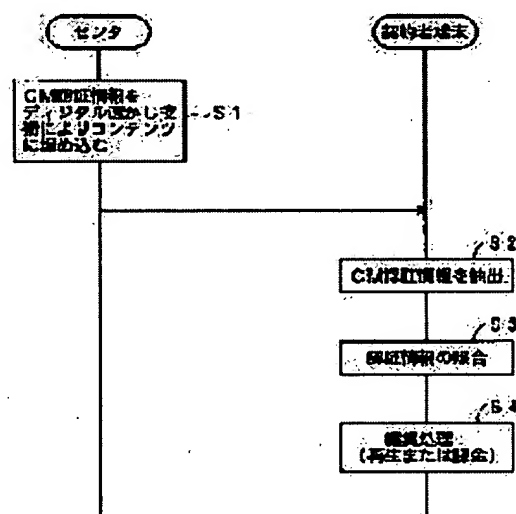 センタ
契約者端末
CM認証情報を
ディジタル透かし技
術によりコンテンツ
に埋め込む
S1
S2
CM認証情報を抽出
S3
認証情報の照合
S4
処理
(再生または課金)